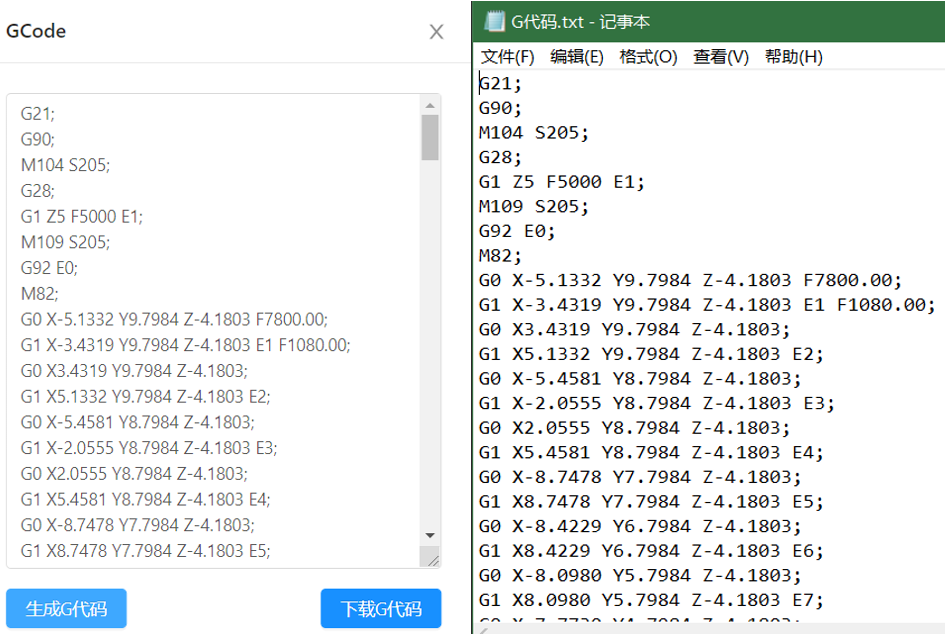 GCode
G21;
G90;
M104 S205;
G28;
G1 Z5 F5000 E1;
M109 S205;
G92 E0;
M82;
G0 X-5.1332 Y9.7984 Z-4.1803 F7800.00;
G1 X-3.4319 Y9.7984 Z-4.1803 E1 F1080.00;
G0 X3.4319 Y9.7984 Z-4.1803;
G1 X5.1332 Y9.7984 Z-4.1803 E2;
G0 X-5.4581 Y8.7984 Z-4.1803;
G1 X-2.0555 Y8.7984 Z-4.1803 E3;
G0 X2.0555 Y8.7984 Z-4.1803;
G1 X5.4581 Y8.7984 Z-4.1803 E4;
G0 X-8.7478 Y7.7984 Z-4.1803;
G1 X8.7478 Y7.7984 Z-4.1803 E5;
生成G代码
下载G代码
G代码.txt - 记事本
文件(F) 编辑(E) 格式(O) 查看(V) 帮助(H)
G21;
G90;
M104 S205;
G28;
G1 Z5 F5000 E1;
M109 S205;
G92 E0;
M82;
G0 X-5.1332 Y9.7984 Z-4.1803 F7800.00;
G1 X-3.4319 Y9.7984 Z-4.1803 E1 F1080.00;
G0 X3.4319 Y9.7984 Z-4.1803;
G1 X5.1332 Y9.7984 Z-4.1803 E2;
G0 X-5.4581 Y8.7984 Z-4.1803;
G1 X-2.0555 Y8.7984 Z-4.1803 E3;
G0 X2.0555 Y8.7984 Z-4.1803;
G1 X5.4581 Y8.7984 Z-4.1803 E4;
G0 X-8.7478 Y7.7984 Z-4.1803;
G1 X8.7478 Y7.7984 Z-4.1803 E5;
G0 X-8.4229 Y6.7984 Z-4.1803;
G1 X8.4229 Y6.7984 Z-4.1803 E6;
G0 X-8.0980 Y5.7984 Z-4.1803;
G1 X8.0980 Y5.7984 Z-4.1803 E7;